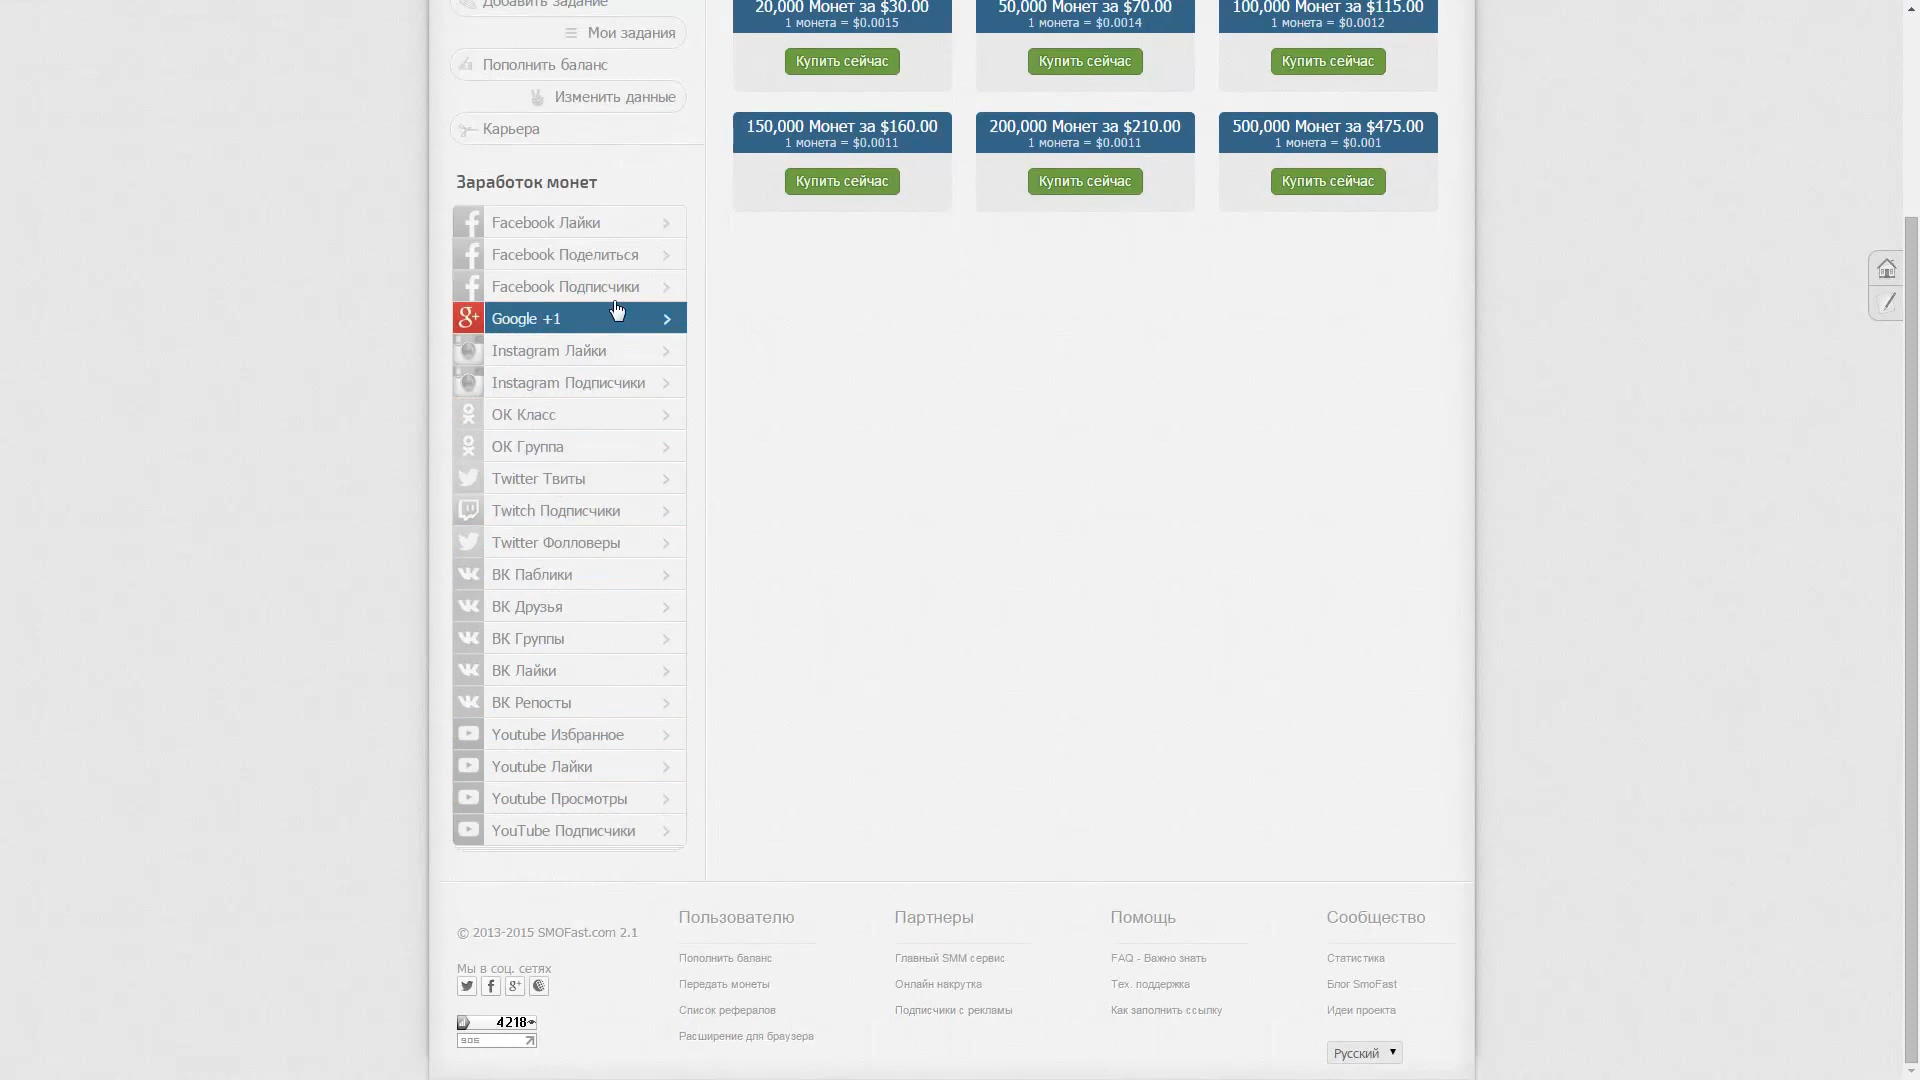 Добавить задание
Мои задания
Пополнить баланс
Изменить данные
Карьера
Заработок монет
Facebook Лайки
Facebook Поделиться
Facebook Подписчики
Google +1
Instagram Лайки
Instagram Подписчики
ОК Класс
ОК Группа
Twitter Твиты
Twitch Подписчики
Twitter Фолловеры
ВК Паблики
ВК Друзья
ВК Группы
ВК Лайки
ВК Репосты
Youtube Избранное
Youtube Лайки
Youtube Просмотры
YouTube Подписчики
20,000 Монет за $30.00
1 монета = $0.0015
Купить сейчас
50,000 Монет за $70.00
1 монета = $0.0014
Купить сейчас
100,000 Монет за $115.00
1 монета = $0.0012
Купить сейчас
150,000 Монет за $160.00
1 монета = $0.0011
Купить сейчас
200,000 Монет за $210.00
1 монета = $0.0011
Купить сейчас
500,000 Монет за $475.00
1 монета = $0.001
Купить сейчас
© 2013-2015 SMOFast.com 2.1
Мы в соц. сетях
4218
Пользователю
Пополнить баланс
Передать монеты
Список рефералов
Расширение для браузера
Партнеры
Главный SMM сервис
Онлайн накрутка
Подписчики с рекламы
Помощь
FAQ - Важно знать
Тех. поддержка
Как заполнить ссылку
Сообщество
Статистика
Блог SmoFast
Идеи проекта
Русский